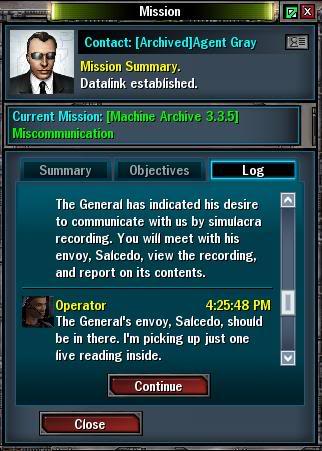 Mission
Contact: [Archived]Agent Gray
Mission Summary.
Datalink established.
Current Mission: [Machine Archive 3.3.5]
Miscommunication
Summary
Objectives
Log
The General has indicated his desire
to communicate with us by simulacra
recording. You will meet with his
envoy, Salcedo, view the recording,
and report on its contents.
Operator 4:25:48 PM
The General's envoy, Salcedo, should
be in there. I'm picking up just one
live reading inside.
Continue
Close